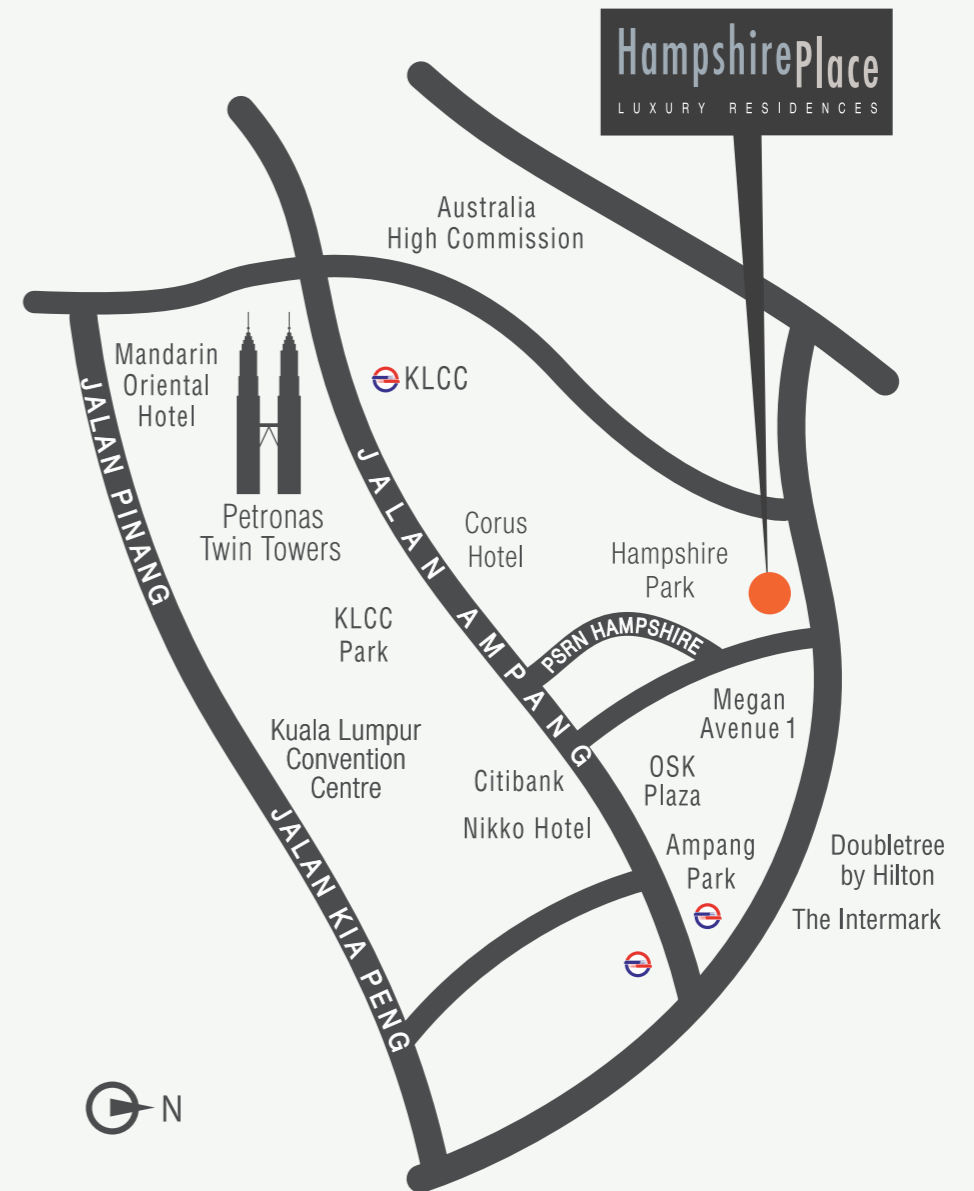 HampshirePlace
LUXURY RESIDENCES
Australia
High Commission
Mandarin
Oriental
Hotel
KLCC
JALAN PINANG
Petronas
Twin Towers
JALAN AMPANG
Corus
Hotel
Hampshire
Park
KLCC
Park
PSRN HAMPSHIRE
Megan
Avenue 1
Kuala Lumpur
Convention
Centre
Citibank
OSK
Plaza
Nikko Hotel
JALAN KIA PENG
Ampang
Park
Doubletree
by Hilton
The Intermark
N